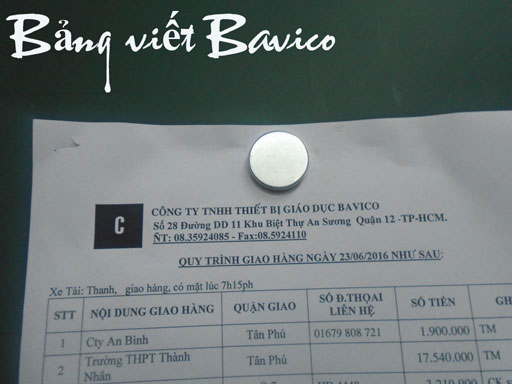 Bảng viết Bavico
C
CÔNG TY TNHH THIẾT BỊ GIÁO DỤC BAVICO
Số 28 Đường DD 11 Khu Biệt Thự An Sương Quận 12 -TP-HCM.
ĐT: 08.35924085 - Fax:08.5924110
QUY TRÌNH GIAO HÀNG NGÀY 23/06/2016 NHƯ SAU:
Xe Tải: Thanh, giao hàng, có mặt lúc 7h15ph
STT NỘI DUNG GIAO HÀNG QUẬN GIAO SỐ Đ.THOẠI LIÊN HỆ SỐ TIỀN GH
1 Cty An Bình Tân Phú 01679 808 721 1.900.000 TM
2 Trường THPT Thành Nhân Tân Phú 17.540.000 TM